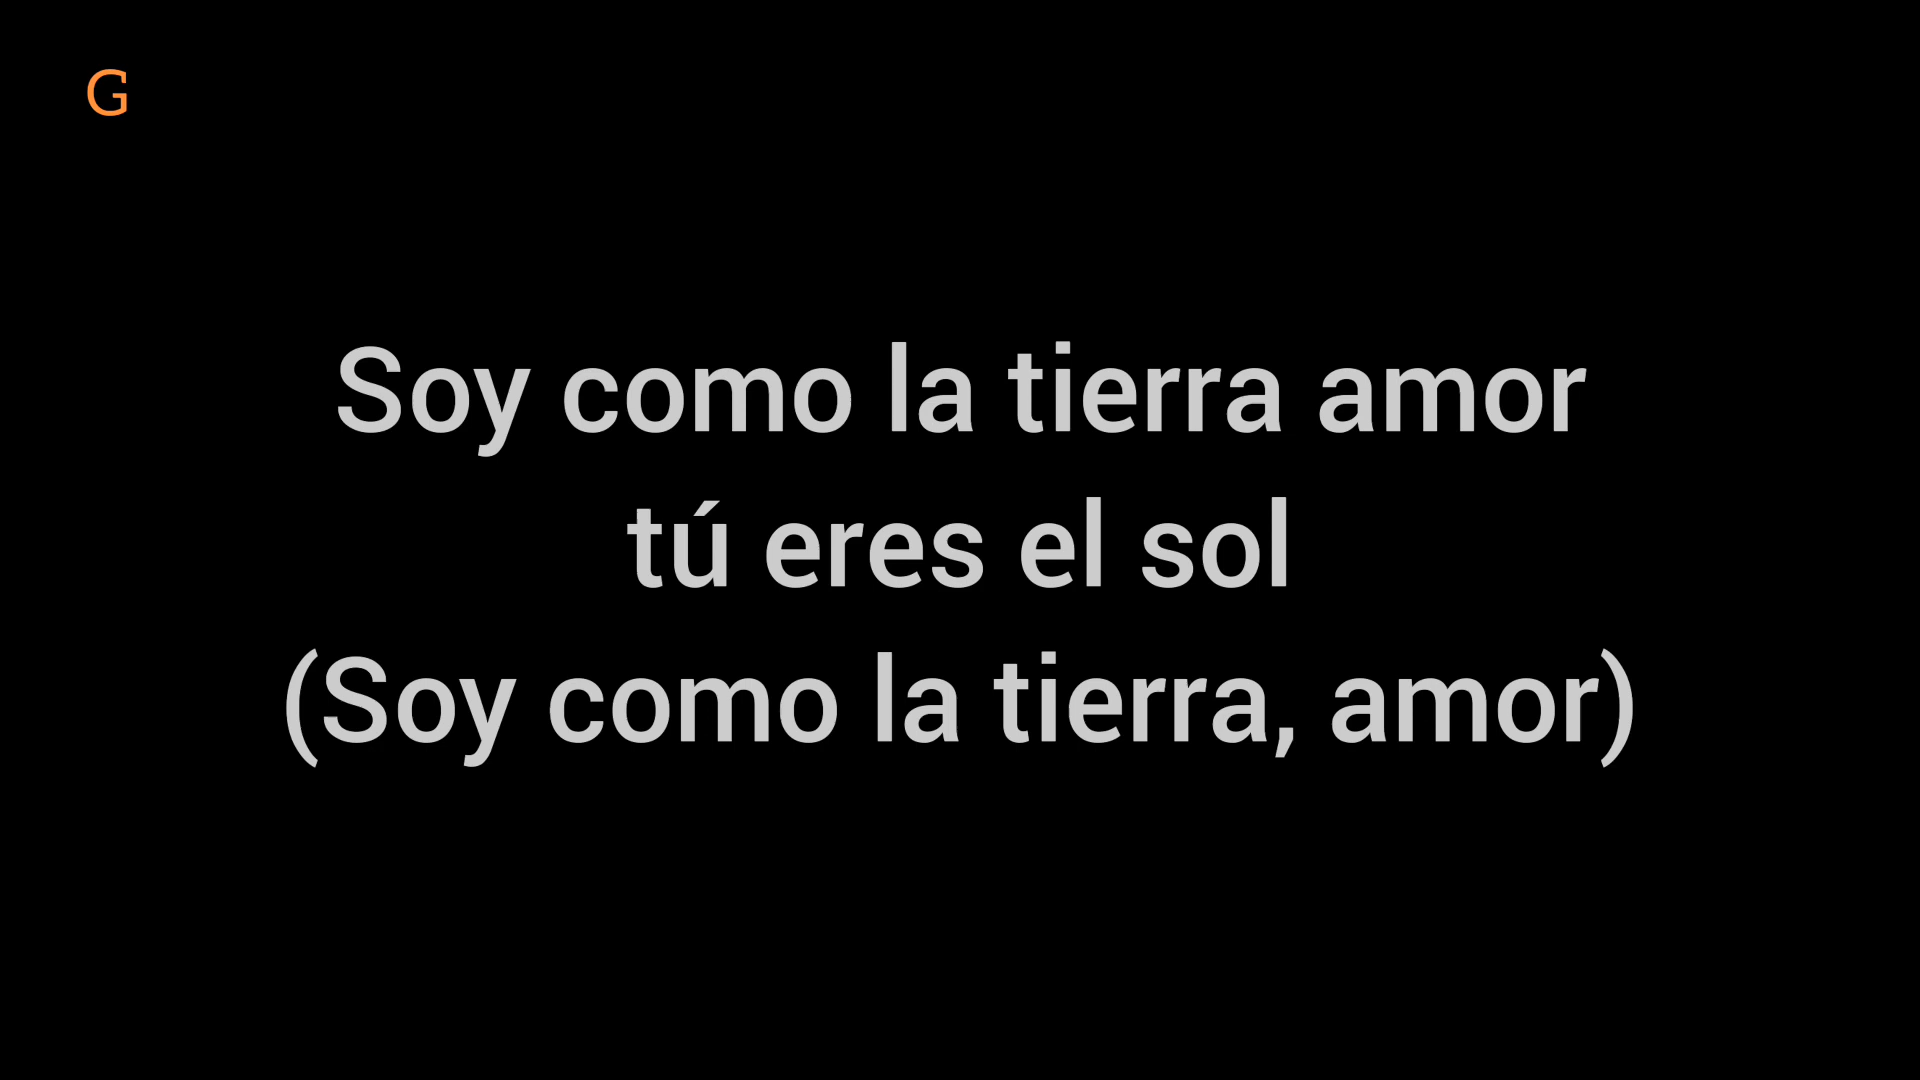 G
Soy como la tierra amor
tú eres el sol
(Soy como la tierra, amor)